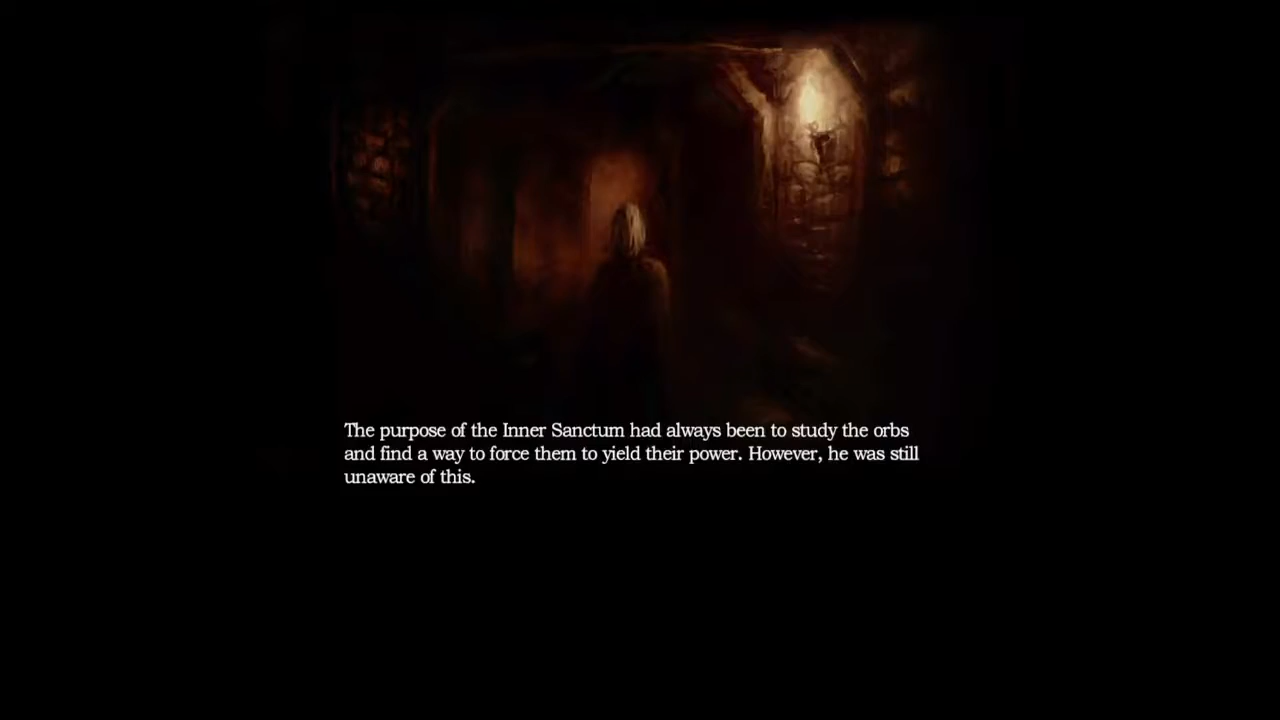 The purpose of the Inner Sanctum had always been to study the orbs
and find a way to force them to yield their power. However, he was still
unaware of this.